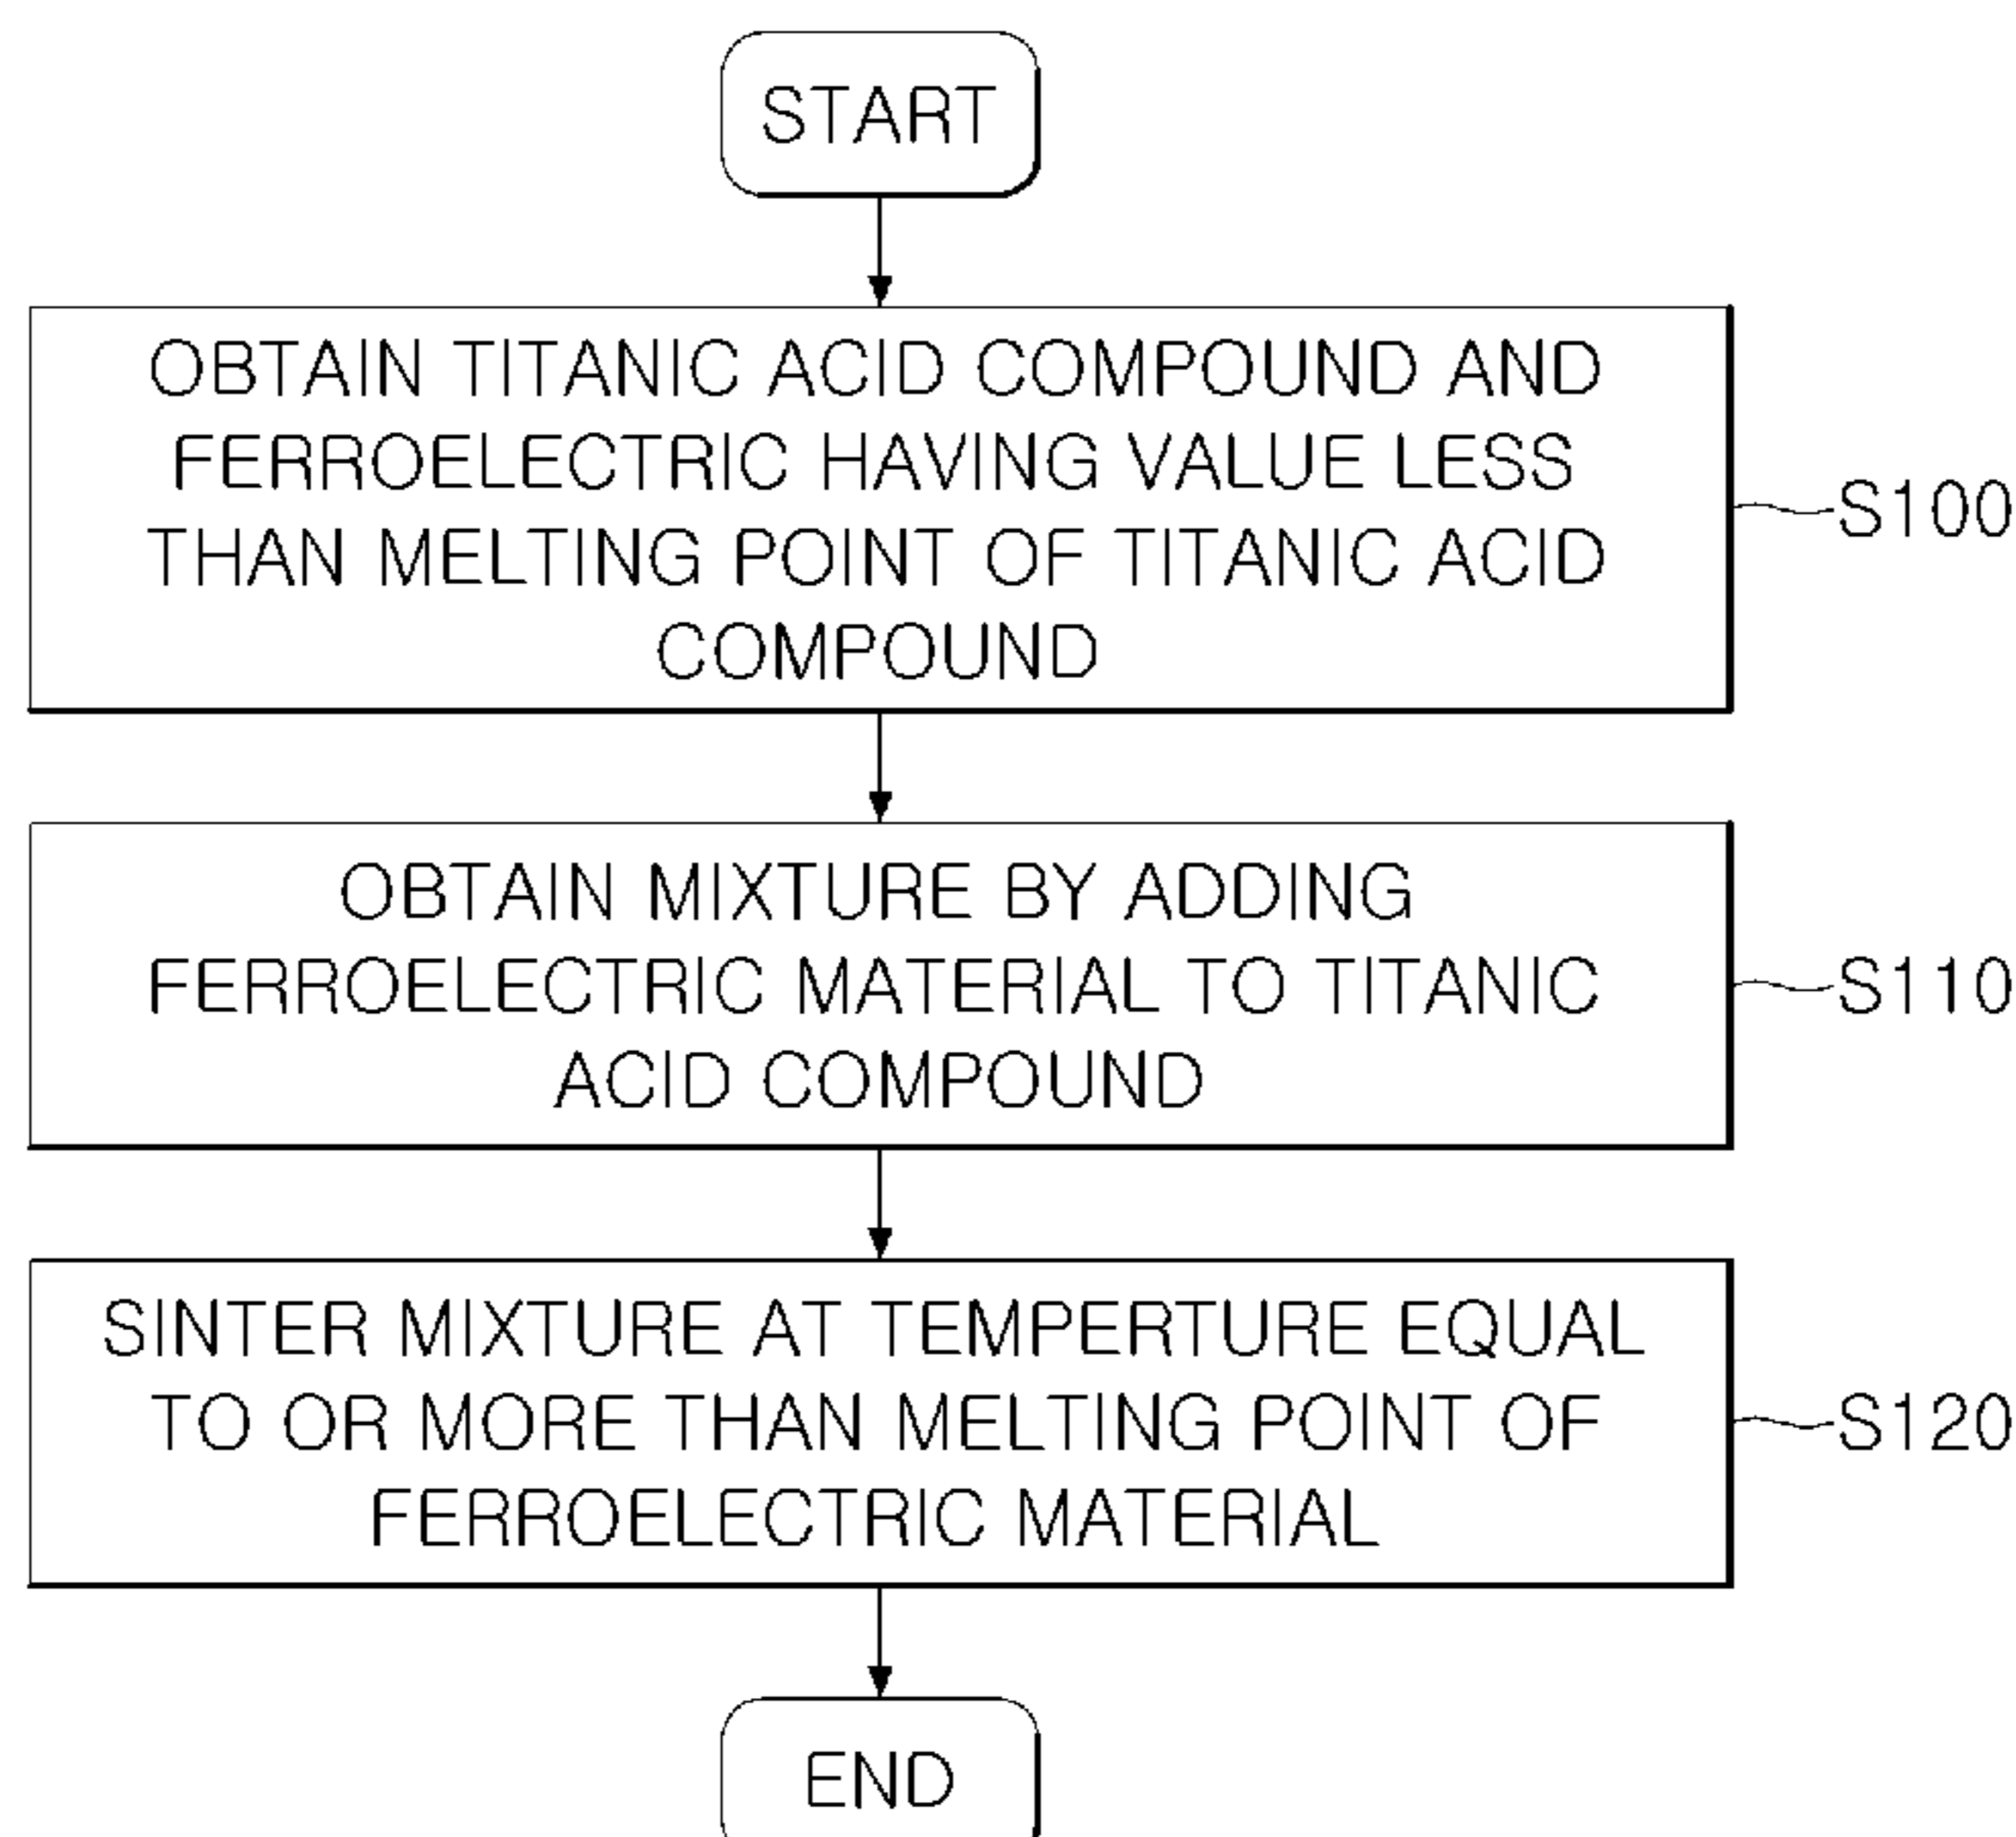 START
OBTAIN TITANIC ACID COMPOUND AND
FERROELECTRIC HAVING VALUE LESS
THAN MELTING POINT OF TITANIC ACID
COMPOUND
S100
OBTAIN MIXTURE BY ADDING
FERROELECTRIC MATERIAL TO TITANIC
ACID COMPOUND
S110
SINTER MIXTURE AT TEMPERTURE EQUAL
TO OR MORE THAN MELTING POINT OF
FERROELECTRIC MATERIAL
S120
END